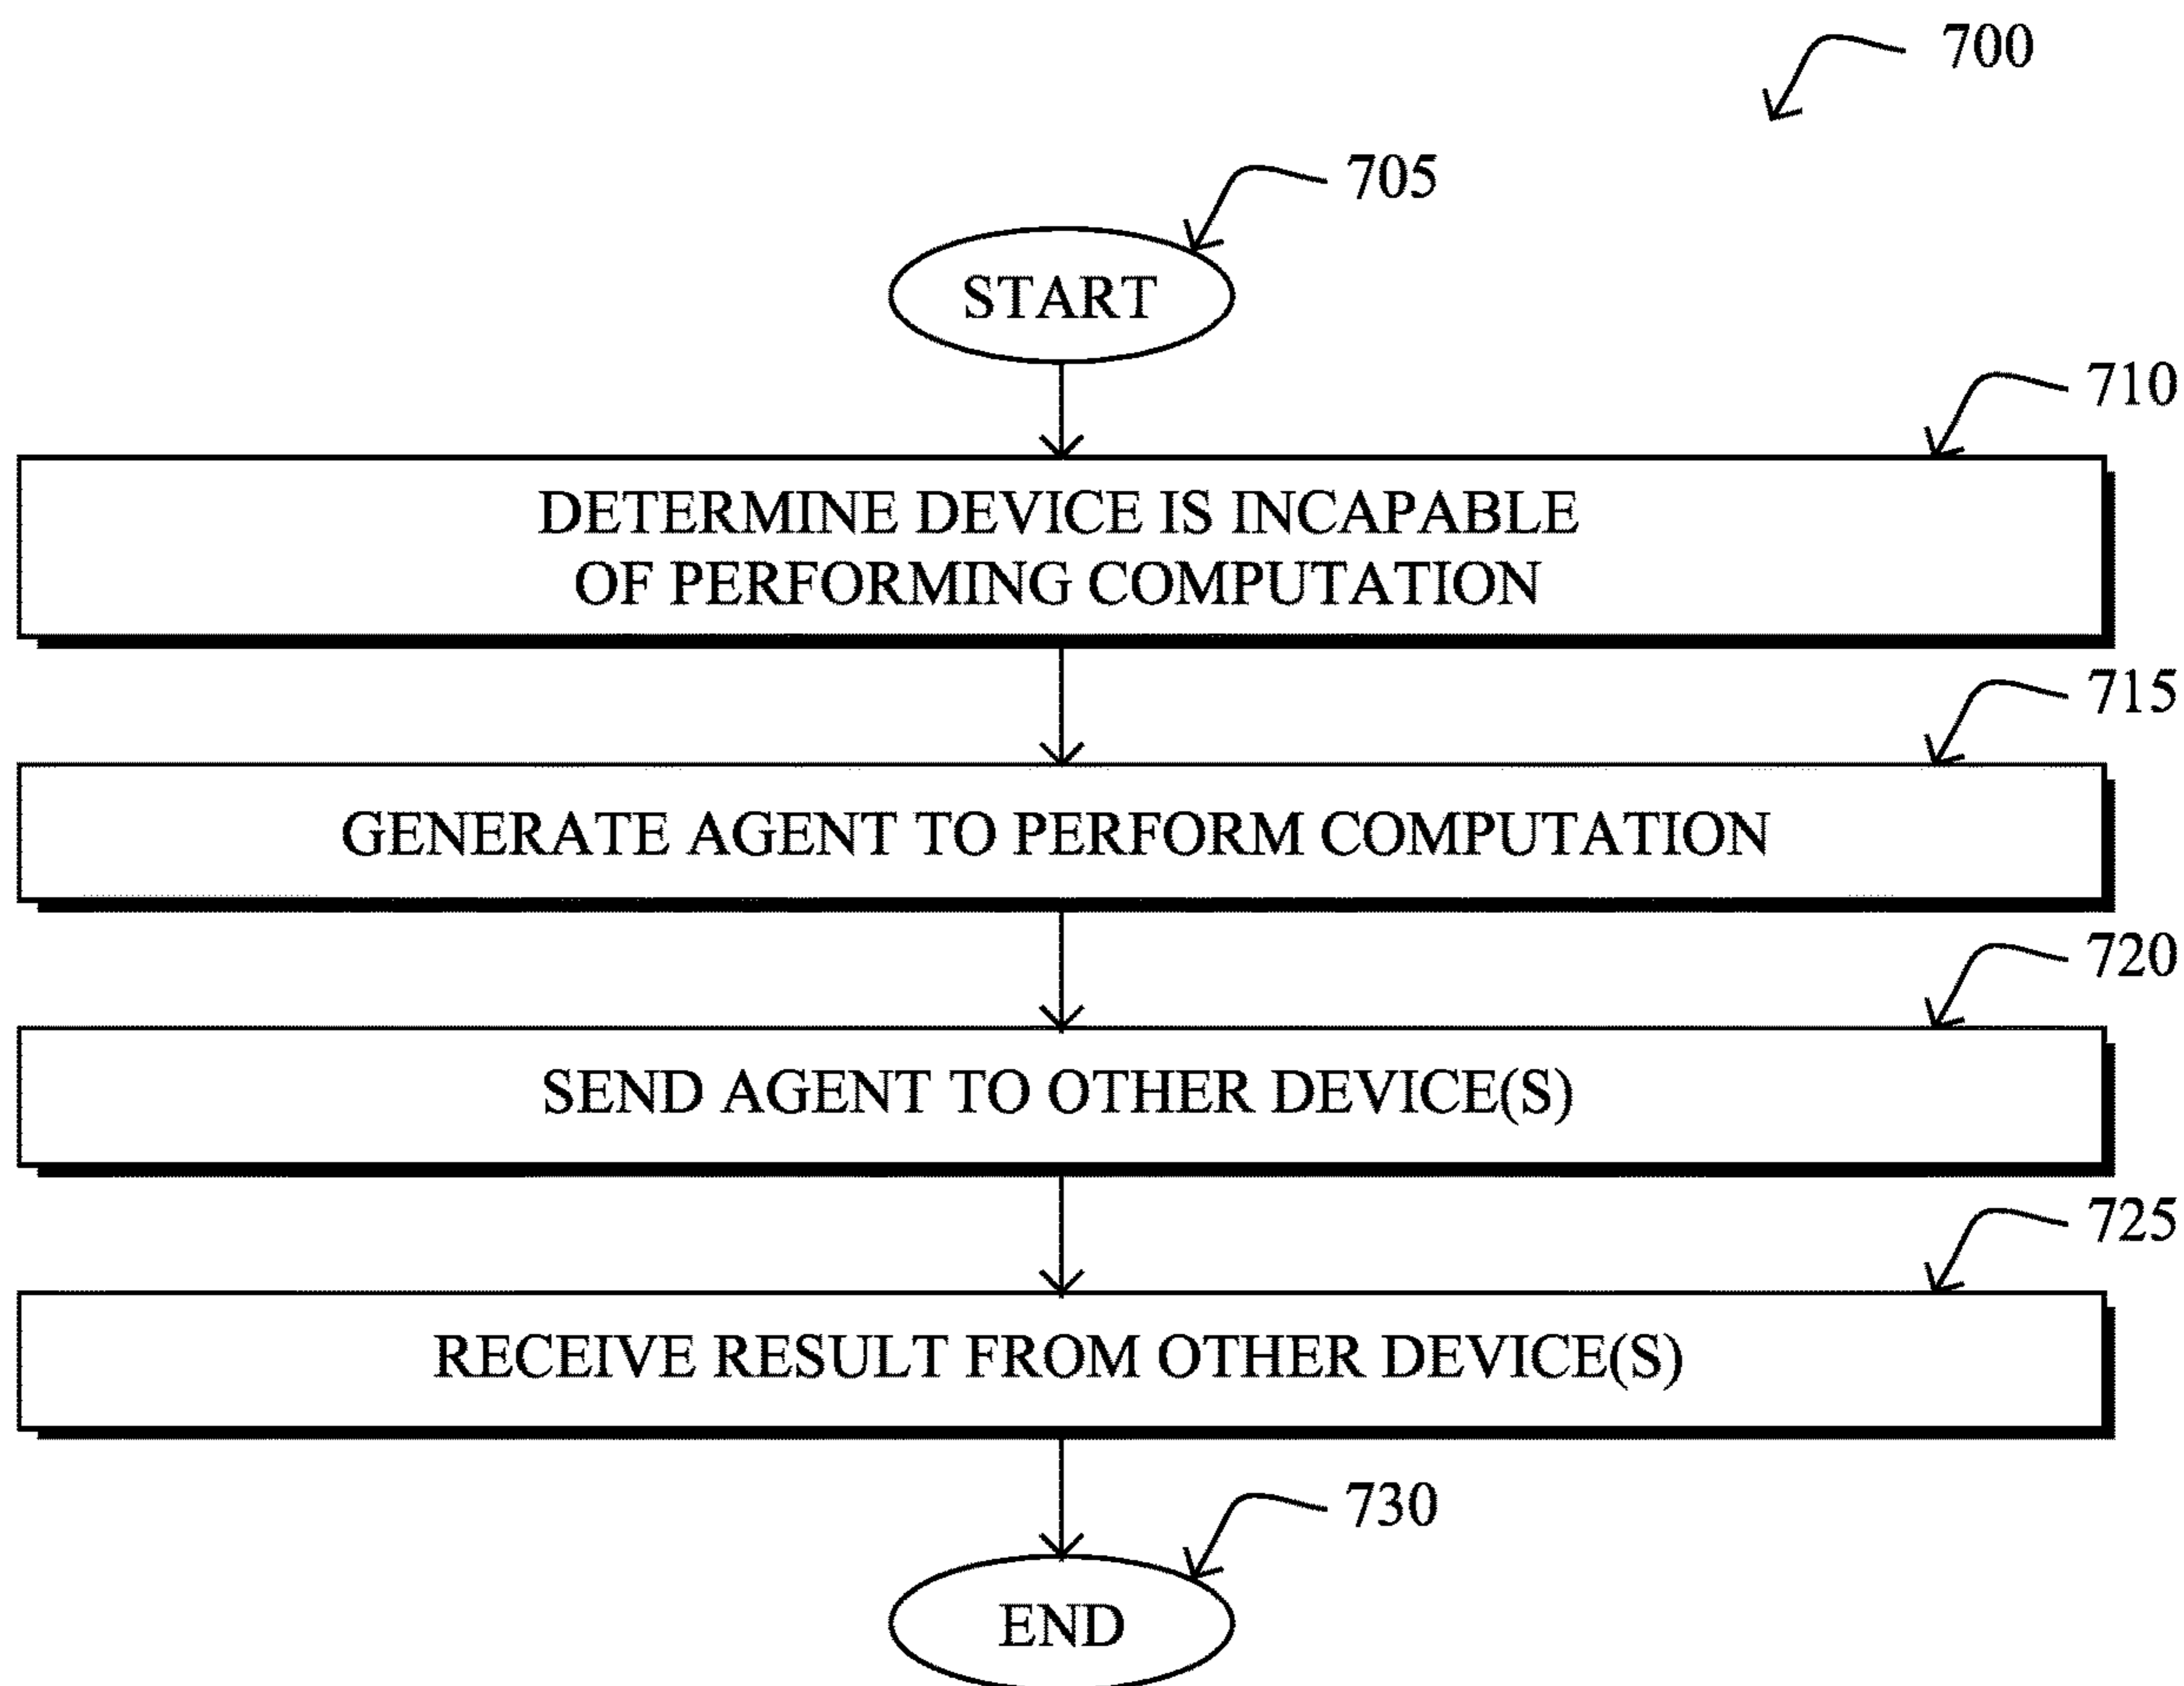 700
705
START
710
DETERMINE DEVICE IS INCAPABLE
OF PERFORMING COMPUTATION
715
GENERATE AGENT TO PERFORM COMPUTATION
720
SEND AGENT TO OTHER DEVICE(S)
725
RECEIVE RESULT FROM OTHER DEVICE(S)
730
END